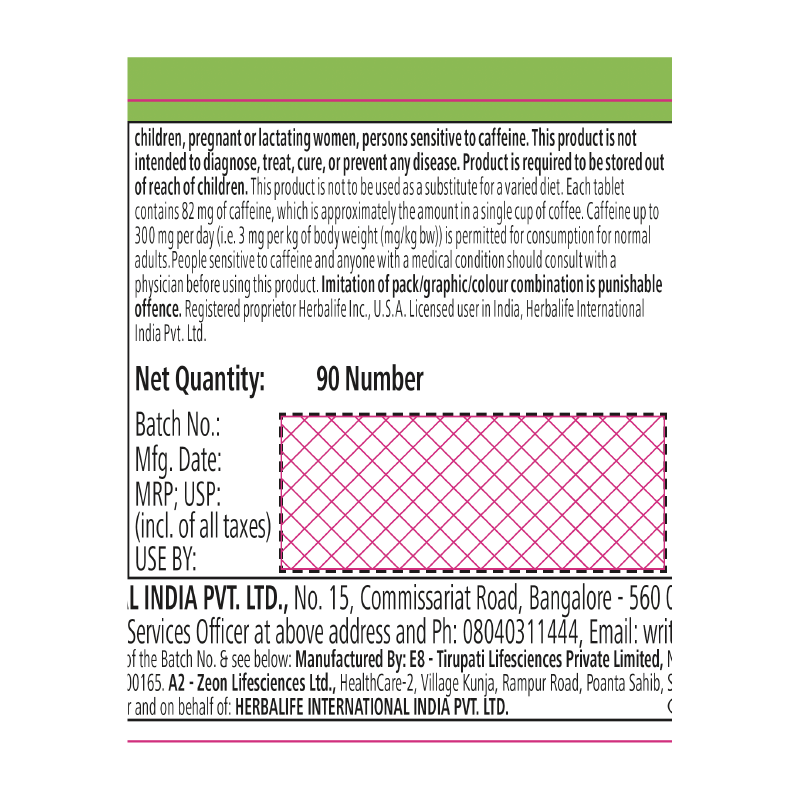 children, pregnant or lactating women, persons sensitive to caffeine. This product is not
intended to diagnose, treat, cure, or prevent any disease. Product is required to be stored out
of reach of children. This product is not to be used as a substitute for a varied diet. Each tablet
contains 82 mg of caffeine, which is approximately the amount in a single cup of coffee. Caffeine up to
300 mg per day (i.e. 3 mg per kg of body weight (mg/kg bw)) is permitted for consumption for normal
adults.People sensitive to caffeine and anyone with a medical condition should consult with a
physician before using this product. Imitation of pack/graphic/colour combination is punishable
offence. Registered proprietor Herbalife Inc., U.S.A. Licensed user in India, Herbalife International
India Pvt. Ltd.
Net Quantity: 90 Number
Batch No.:
Mfg. Date:
MRP; USP:
(incl. of all taxes)
USE BY:
L INDIA PVT. LTD., No. 15, Commissariat Road, Bangalore - 560
Services Officer at above address and Ph: 08040311444, Email: writ
of the Batch No. & see below: Manufactured By: E8 - Tirupati Lifesciences Private Limited,
00165. A2 - Zeon Lifesciences Ltd., HealthCare-2, Village Kunja, Rampur Road, Poanta Sahib,
r and on behalf of: HERBALIFE INTERNATIONAL INDIA PVT. LTD.